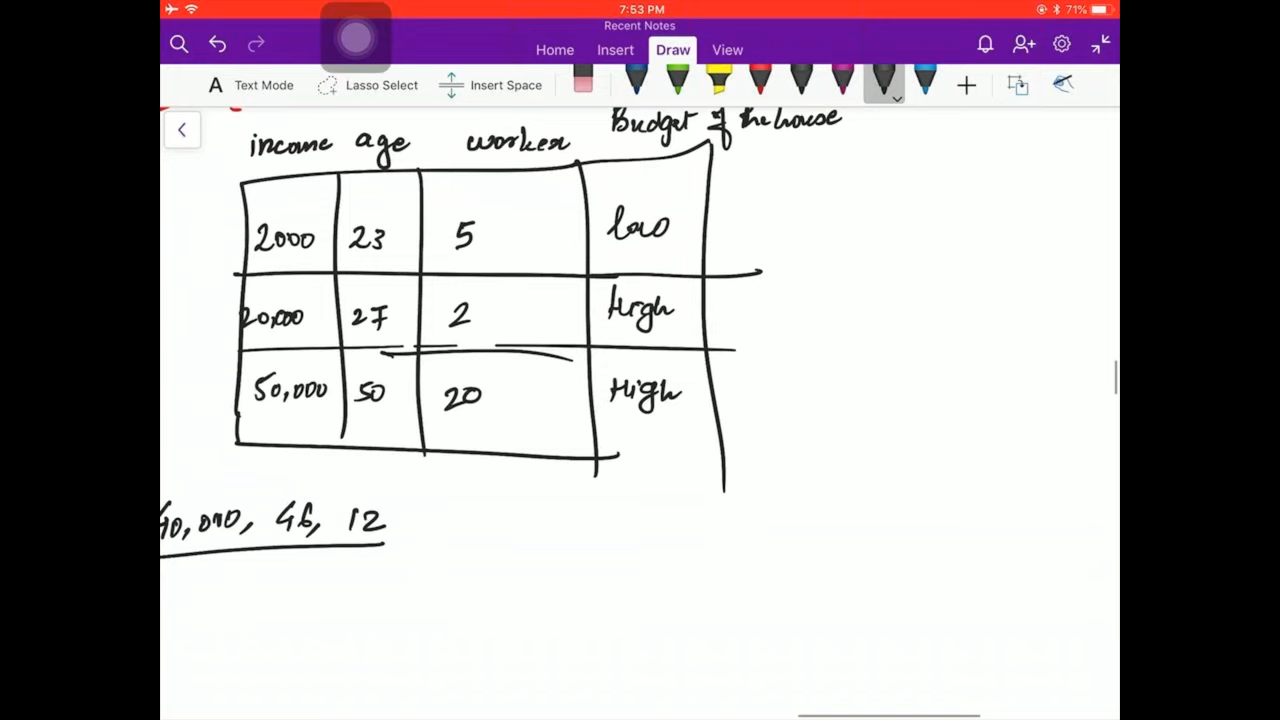 7:53 PM
71%
Recent Notes
Home Insert Draw View
A Text Mode Lasso Select Insert Space
income age worker Budget of the house
2000 23 5 low
20,000 27 2 High
50,000 50 20 High
40,000, 46, 12